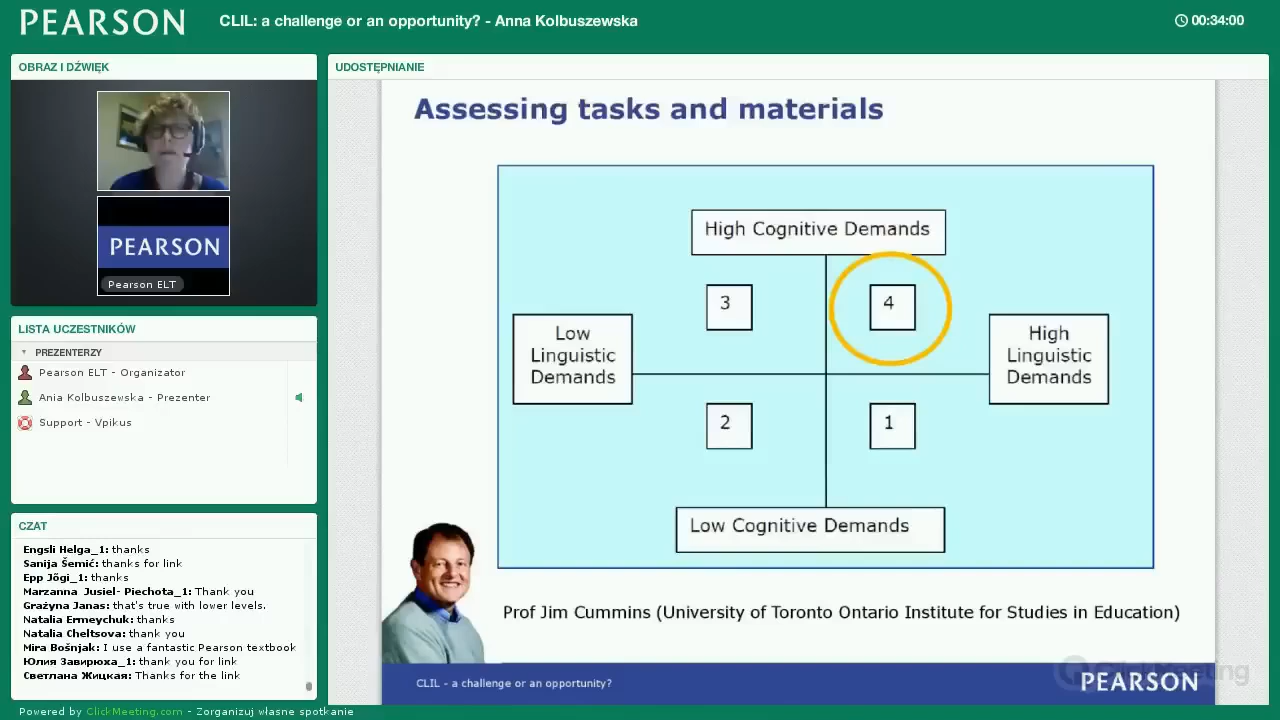 PEARSON
CLIL: a challenge or an opportunity? - Anna Kolbuszewska
00:34:00
OBRAZ I DŹWIĘK
PEARSON
Pearson ELT
LISTA UCZESTNIKÓW
PREZENTERZY
Pearson ELT - Organizator
Ania Kolbuszewska - Prezenter
Support - Vpikus
CZAT
Engsli Helga_1: thanks
Sanija Šemić: thanks for link
Epp Jõgi_1: thanks
Marzanna Jusiel- Piechota_1: Thank you
Grażyna Janas: that's true with lower levels.
Natalia Ermeychuk: thanks
Natalia Cheltsova: thank you
Mira Bošnjak: I use a fantastic Pearson textbook
Юлия Завирюха_1: thank you for link
Светлана Жицкая: Thanks for the link
UDOSTĘPNIANIE
Assessing tasks and materials
High Cognitive Demands
3
4
Low
Linguistic
Demands
High
Linguistic
Demands
2
1
Low Cognitive Demands
Prof Jim Cummins (University of Toronto Ontario Institute for Studies in Education)
CLIL - a challenge or an opportunity?
PEARSON
ClickMeeting
Powered by ClickMeeting.com - Zorganizuj własne spotkanie